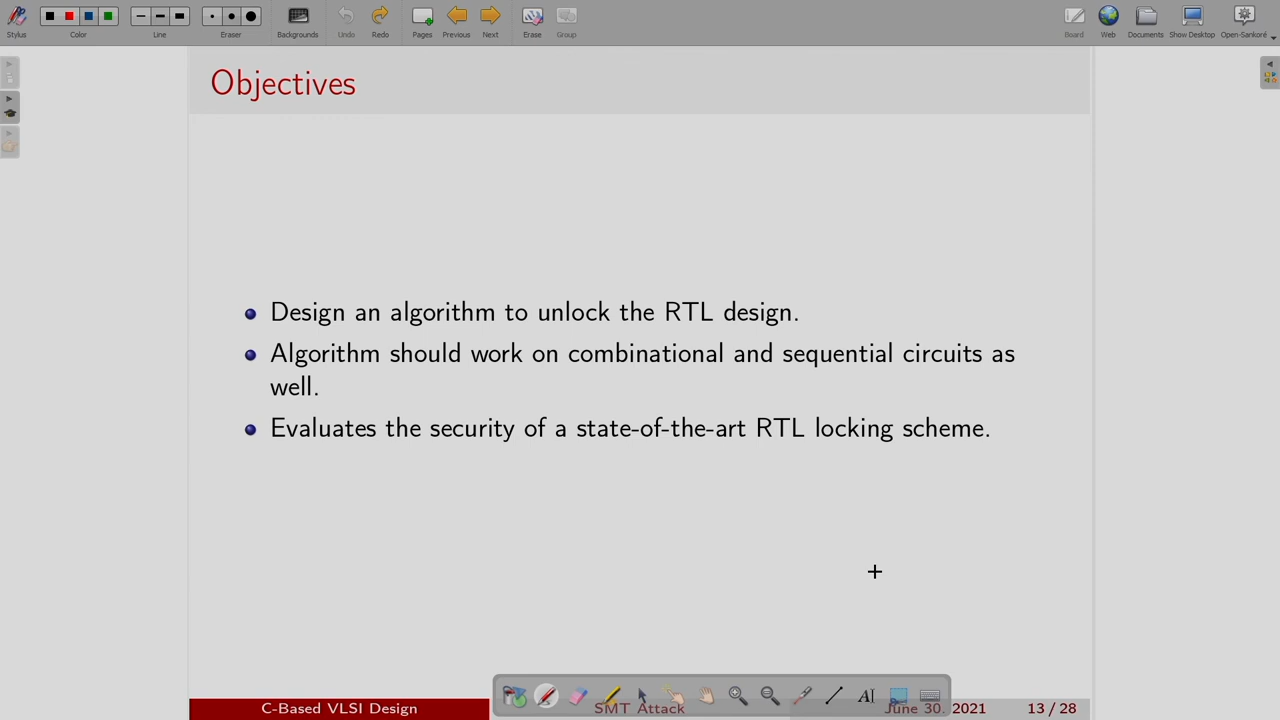 Stylus Color Line Eraser Backgrounds Undo Redo Pages Previous Next Erase Group Board Web Documents Show Desktop Open-Sankoré
Objectives
Design an algorithm to unlock the RTL design.
Algorithm should work on combinational and sequential circuits as
well.
Evaluates the security of a state-of-the-art RTL locking scheme.
C-Based VLSI Design SMT Attack June 30, 2021 13 / 28